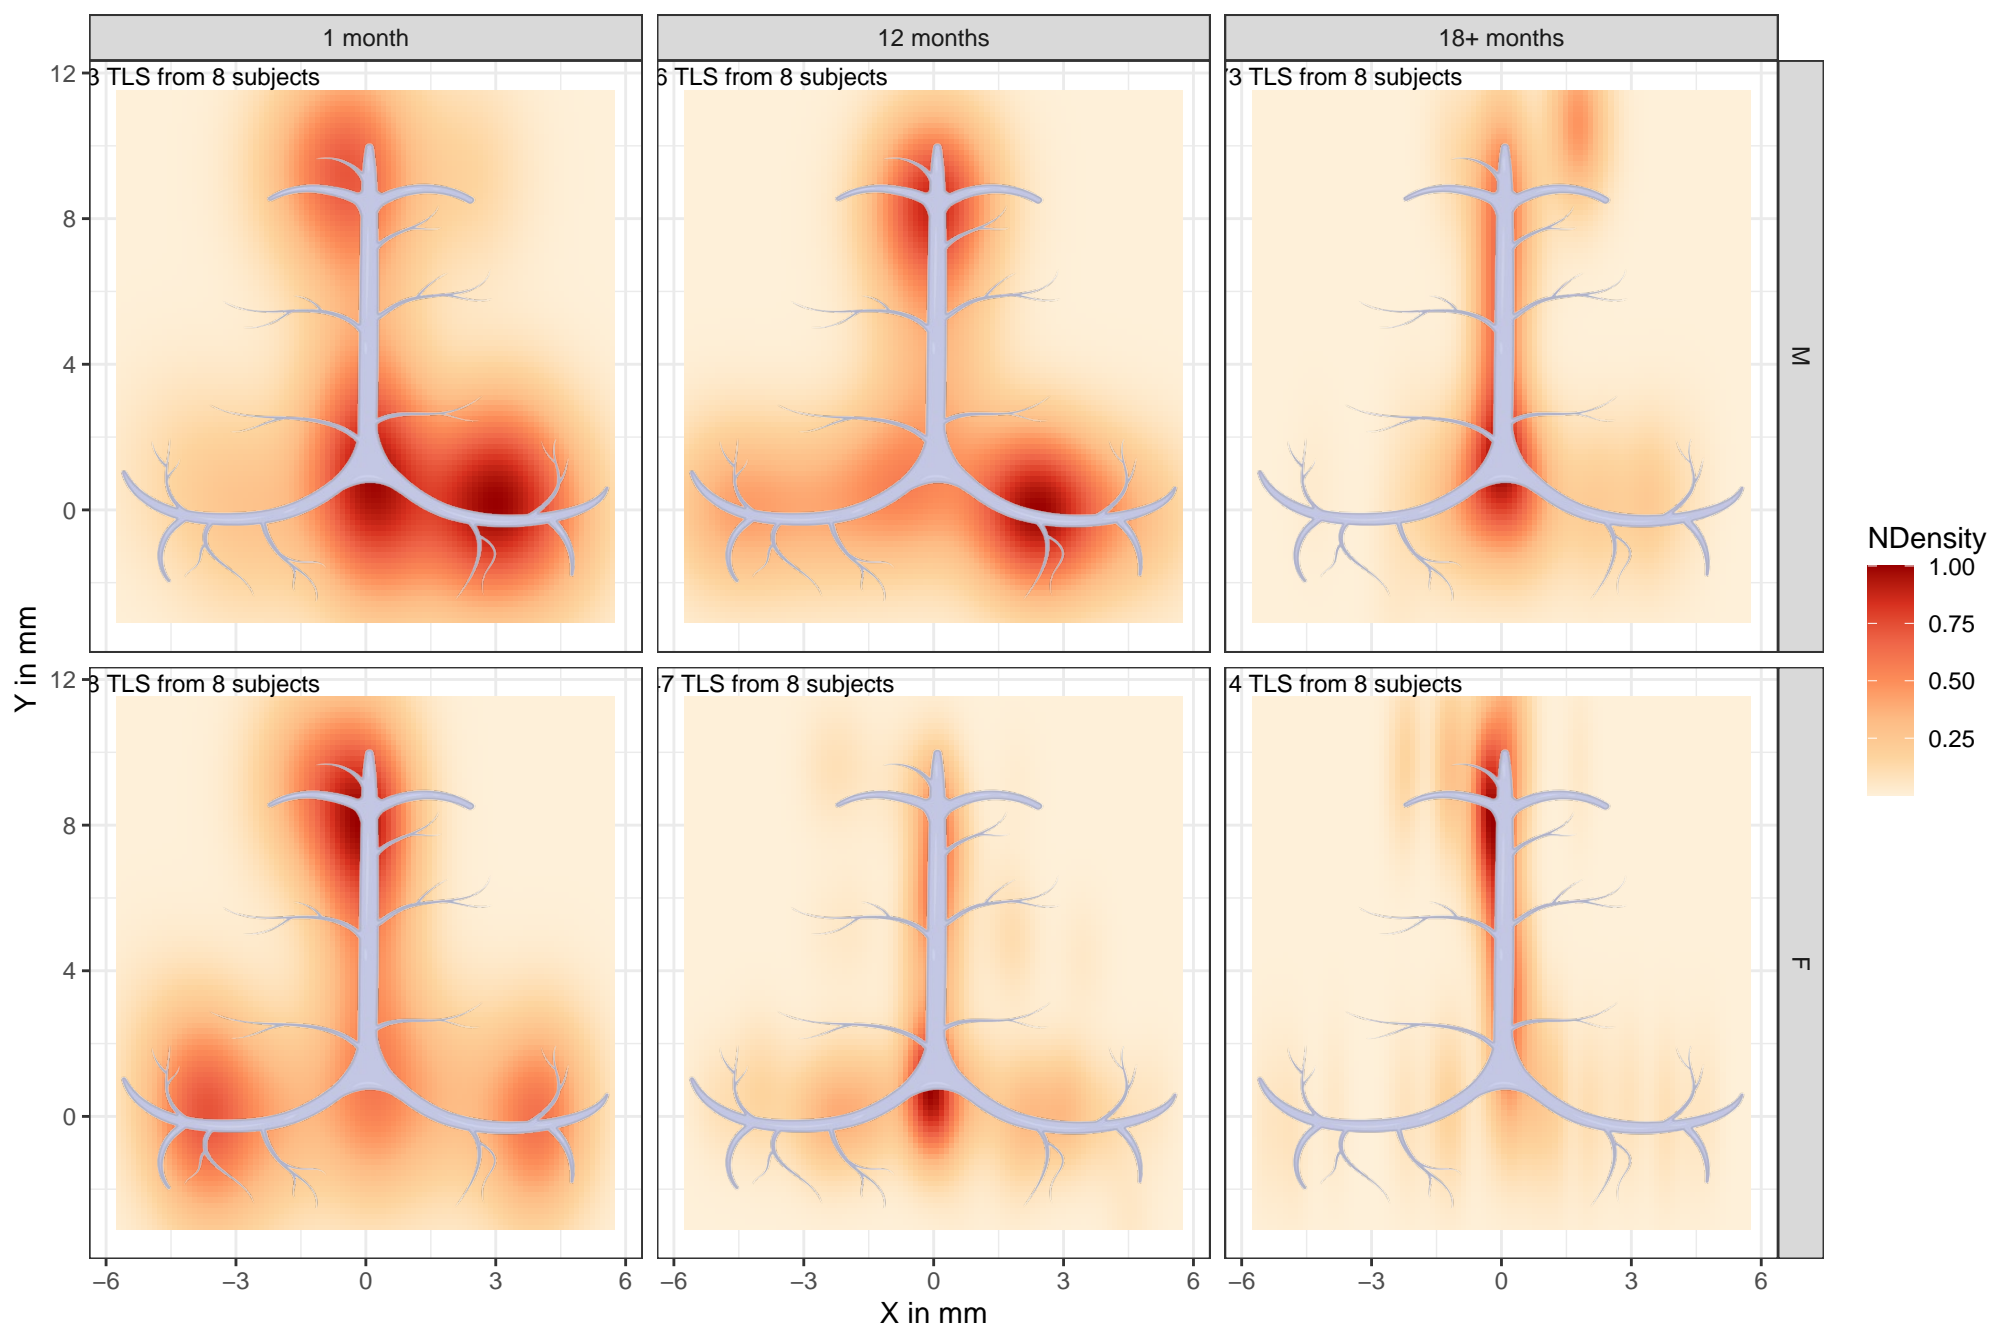 1 month
12 months
18+ months
3 TLS from 8 subjects
6 TLS from 8 subjects
3 TLS from 8 subjects
M
12
8
4
0
3 TLS from 8 subjects
7 TLS from 8 subjects
4 TLS from 8 subjects
F
12
8
4
0
−6
−3
0
3
6
−6
−3
0
3
6
−6
−3
0
3
6
X in mm
Y in mm
NDensity
1.00
0.75
0.50
0.25